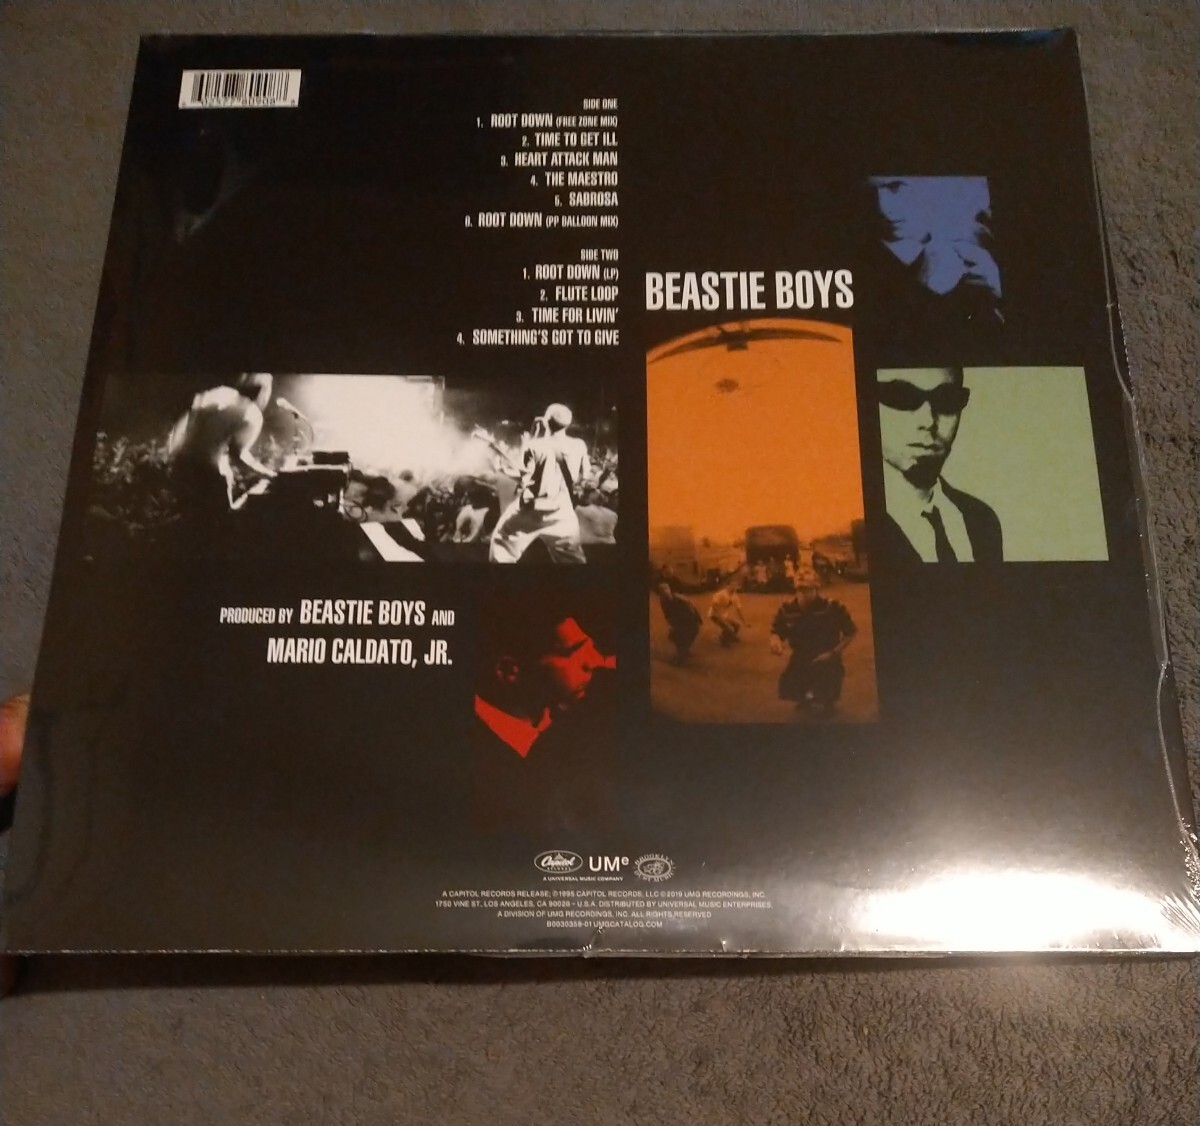 SIDE ONE
1. ROOT DOWN (FREE ZONE MIX)
2. TIME TO GET ILL
3. HEART ATTACK MAN
4. THE MAESTRO
5. SABROSA
6. ROOT DOWN (PP BALLOON MIX)
SIDE TWO
1. ROOT DOWN (LP)
2. FLUTE LOOP
3. TIME FOR LIVIN'
4. SOMETHING'S GOT TO GIVE
BEASTIE BOYS
PRODUCED BY BEASTIE BOYS AND
MARIO CALDATO, JR.
Capitol
UMe
BROOKLYN
A UNIVERSAL MUSIC COMPANY
A CAPITOL RECORDS RELEASE; ℗1995 CAPITOL RECORDS, LLC ©2019 UMG RECORDINGS, INC.
1750 VINE ST, LOS ANGELES, CA 90028 - U.S.A. DISTRIBUTED BY UNIVERSAL MUSIC ENTERPRISES,
A DIVISION OF UMG RECORDINGS, INC. ALL RIGHTS RESERVED
B0030359-01 UMGCATALOG.COM